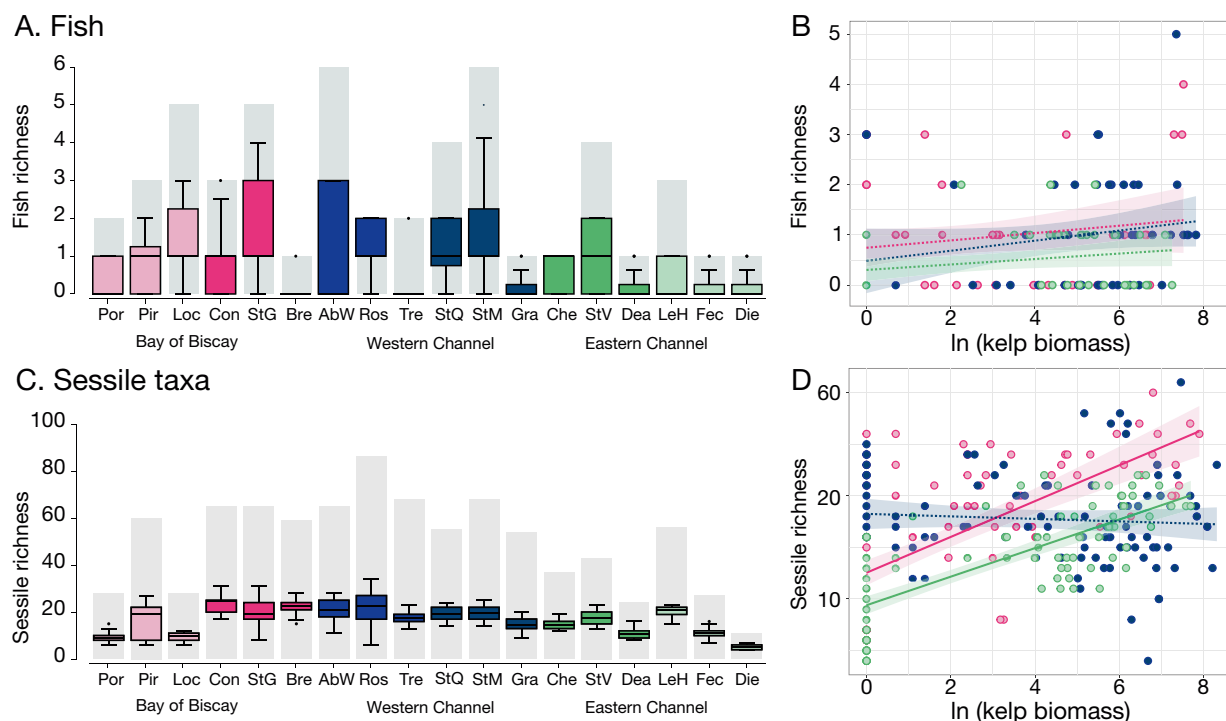 A. Fish
Fish richness
6
5
4
3
2
1
0
Por Pir Loc Con StG Bre AbW Ros Tre StQ StM Gra Che StV Dea LeH Fec Die
Bay of Biscay Western Channel Eastern Channel
B
Fish richness
5
4
3
2
1
0
0 2 4 6 8
ln (kelp biomass)
C. Sessile taxa
Sessile richness
100
80
60
40
20
0
Por Pir Loc Con StG Bre AbW Ros Tre StQ StM Gra Che StV Dea LeH Fec Die
Bay of Biscay Western Channel Eastern Channel
D
Sessile richness
60
20
10
0 2 4 6 8
ln (kelp biomass)